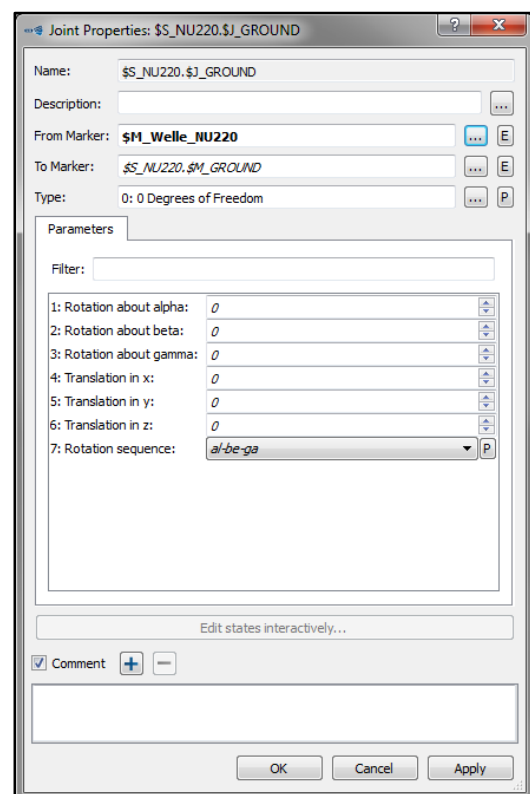 Joint Properties: $S_NU220.$J_GROUND
Name: $S_NU220.$J_GROUND
Description: ...
From Marker: $M_Welle_NU220 ... E
To Marker: $S_NU220.$M_GROUND ... E
Type: 0: 0 Degrees of Freedom ... P
Parameters
Filter:
1: Rotation about alpha: 0
2: Rotation about beta: 0
3: Rotation about gamma: 0
4: Translation in x: 0
5: Translation in y: 0
6: Translation in z: 0
7: Rotation sequence: al-be-ga P
Edit states interactively...
Comment
OK Cancel Apply